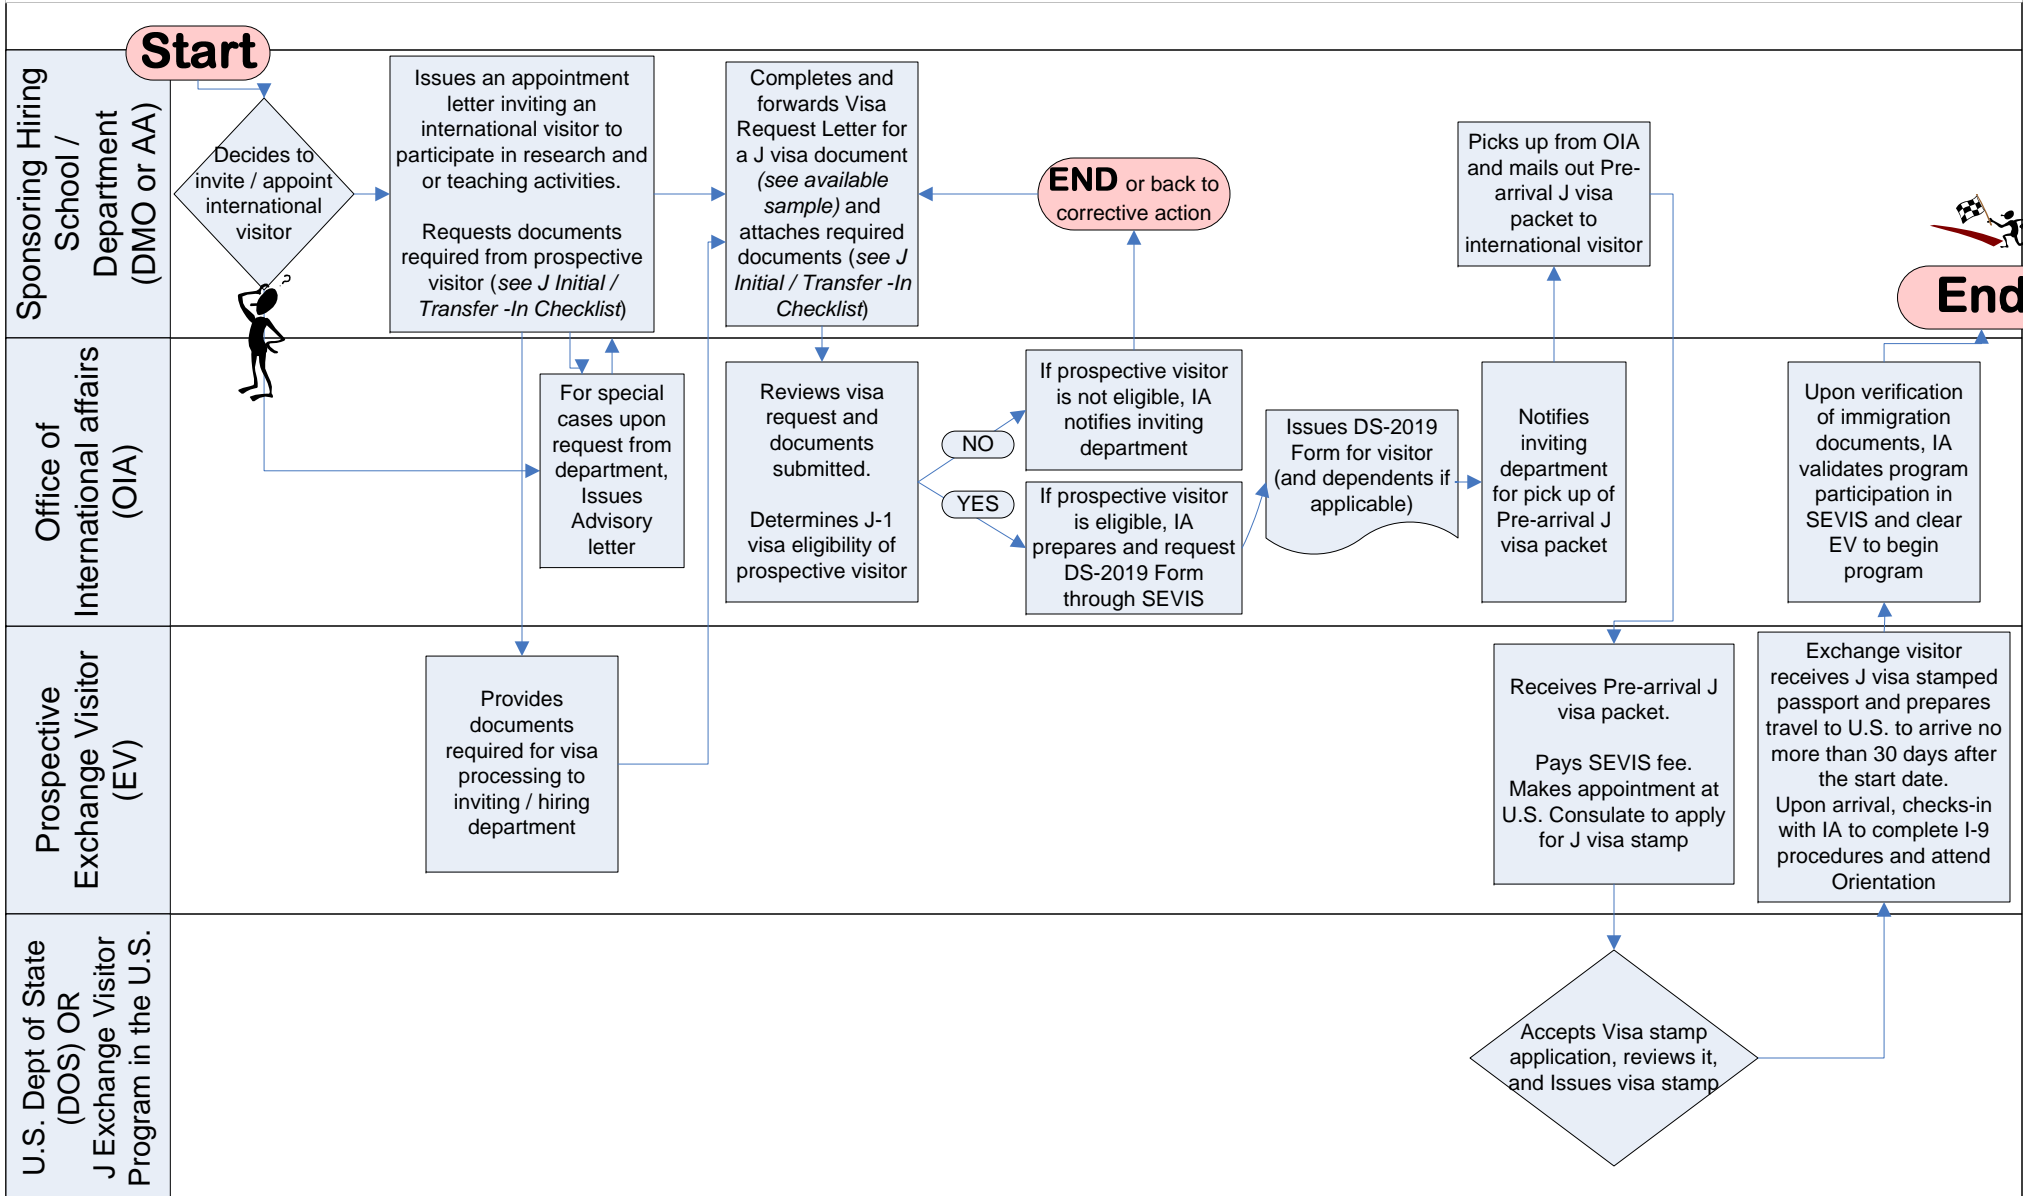 Start
Sponsoring Hiring
School /
Department
(DMO or AA)
Decides to
invite / appoint
international
visitor
Issues an appointment
letter inviting an
international visitor to
participate in research and
or teaching activities.
Requests documents
required from prospective
visitor (see J Initial /
Transfer -In Checklist)
Completes and
forwards Visa
Request Letter for
a J visa document
(see available
sample) and
attaches required
documents (see J
Initial / Transfer -In
Checklist)
END or back to
corrective action
Picks up from OIA
and mails out Pre-
arrival J visa
packet to
international visitor
End
Office of
International affairs
(OIA)
?
For special
cases upon
request from
department,
Issues
Advisory
letter
Reviews visa
request and
documents
submitted.
Determines J-1
visa eligibility of
prospective visitor
NO
YES
If prospective visitor
is not eligible, IA
notifies inviting
department
If prospective visitor
is eligible, IA
prepares and request
DS-2019 Form
through SEVIS
Issues DS-2019
Form for visitor
(and dependents if
applicable)
Notifies
inviting
department
for pick up of
Pre-arrival J
visa packet
Upon verification
of immigration
documents, IA
validates program
participation in
SEVIS and clear
EV to begin
program
Prospective
Exchange Visitor
(EV)
Provides
documents
required for visa
processing to
inviting / hiring
department
Receives Pre-arrival J
visa packet.
Pays SEVIS fee.
Makes appointment at
U.S. Consulate to apply
for J visa stamp
Exchange visitor
receives J visa stamped
passport and prepares
travel to U.S. to arrive no
more than 30 days after
the start date.
Upon arrival, checks-in
with IA to complete I-9
procedures and attend
Orientation
U.S. Dept of State
(DOS) OR
J Exchange Visitor
Program in the U.S.
Accepts Visa stamp
application, reviews it,
and Issues visa stamp